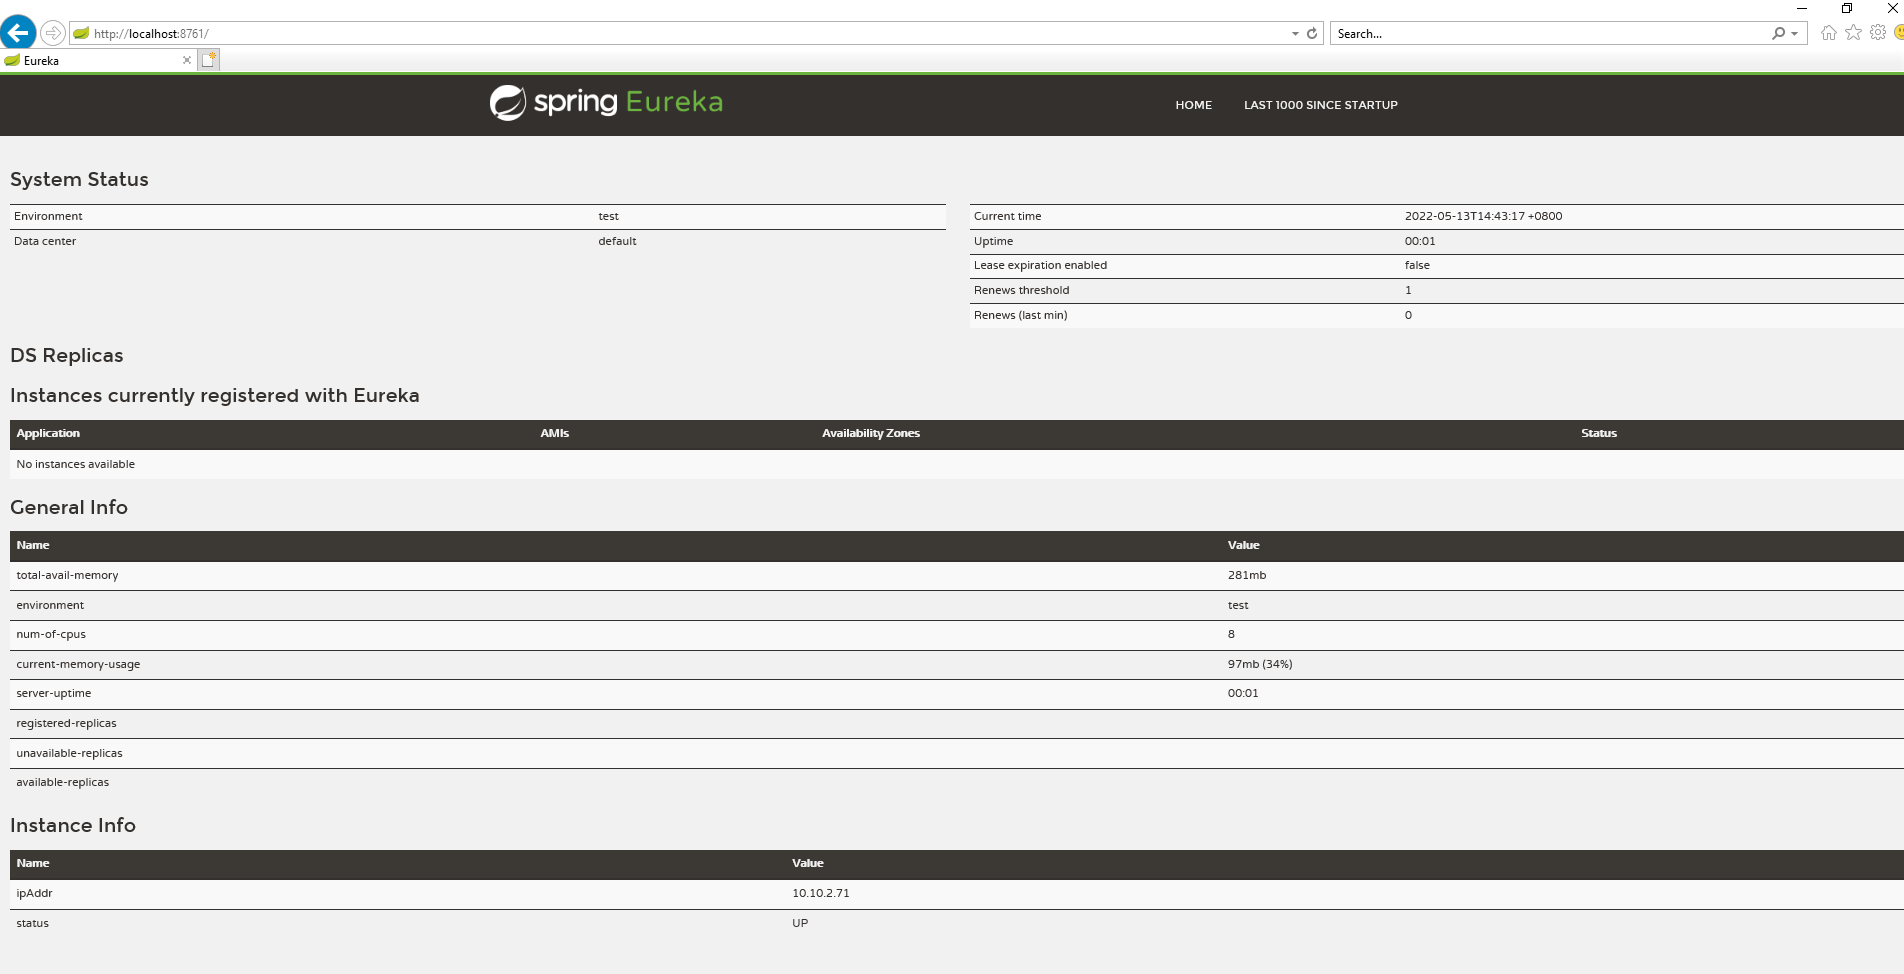 http://localhost:8761/
Search...
Eureka
spring Eureka
HOME LAST 1000 SINCE STARTUP
System Status
Environment test
Data center default
Current time 2022-05-13T14:43:17 +0800
Uptime 00:01
Lease expiration enabled false
Renews threshold 1
Renews (last min) 0
DS Replicas
Instances currently registered with Eureka
Application AMIs Availability Zones Status
No instances available
General Info
Name Value
total-avail-memory 281mb
environment test
num-of-cpus 8
current-memory-usage 97mb (34%)
server-uptime 00:01
registered-replicas
unavailable-replicas
available-replicas
Instance Info
Name Value
ipAddr 10.10.2.71
status UP